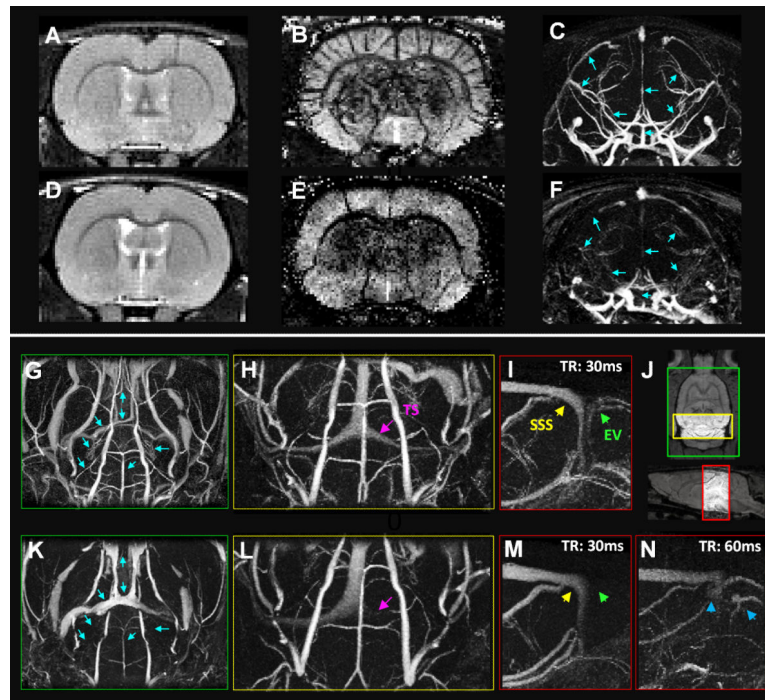 A B C
D E F
G H I TR: 30ms J
TS
SSS
EV
0
K L M TR: 30ms N TR: 60ms